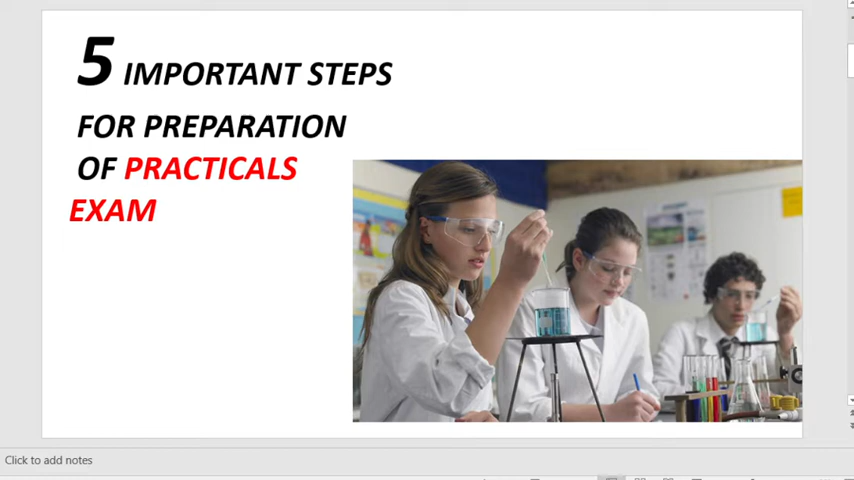 5 IMPORTANT STEPS
FOR PREPARATION
OF PRACTICALS
EXAM
Click to add notes